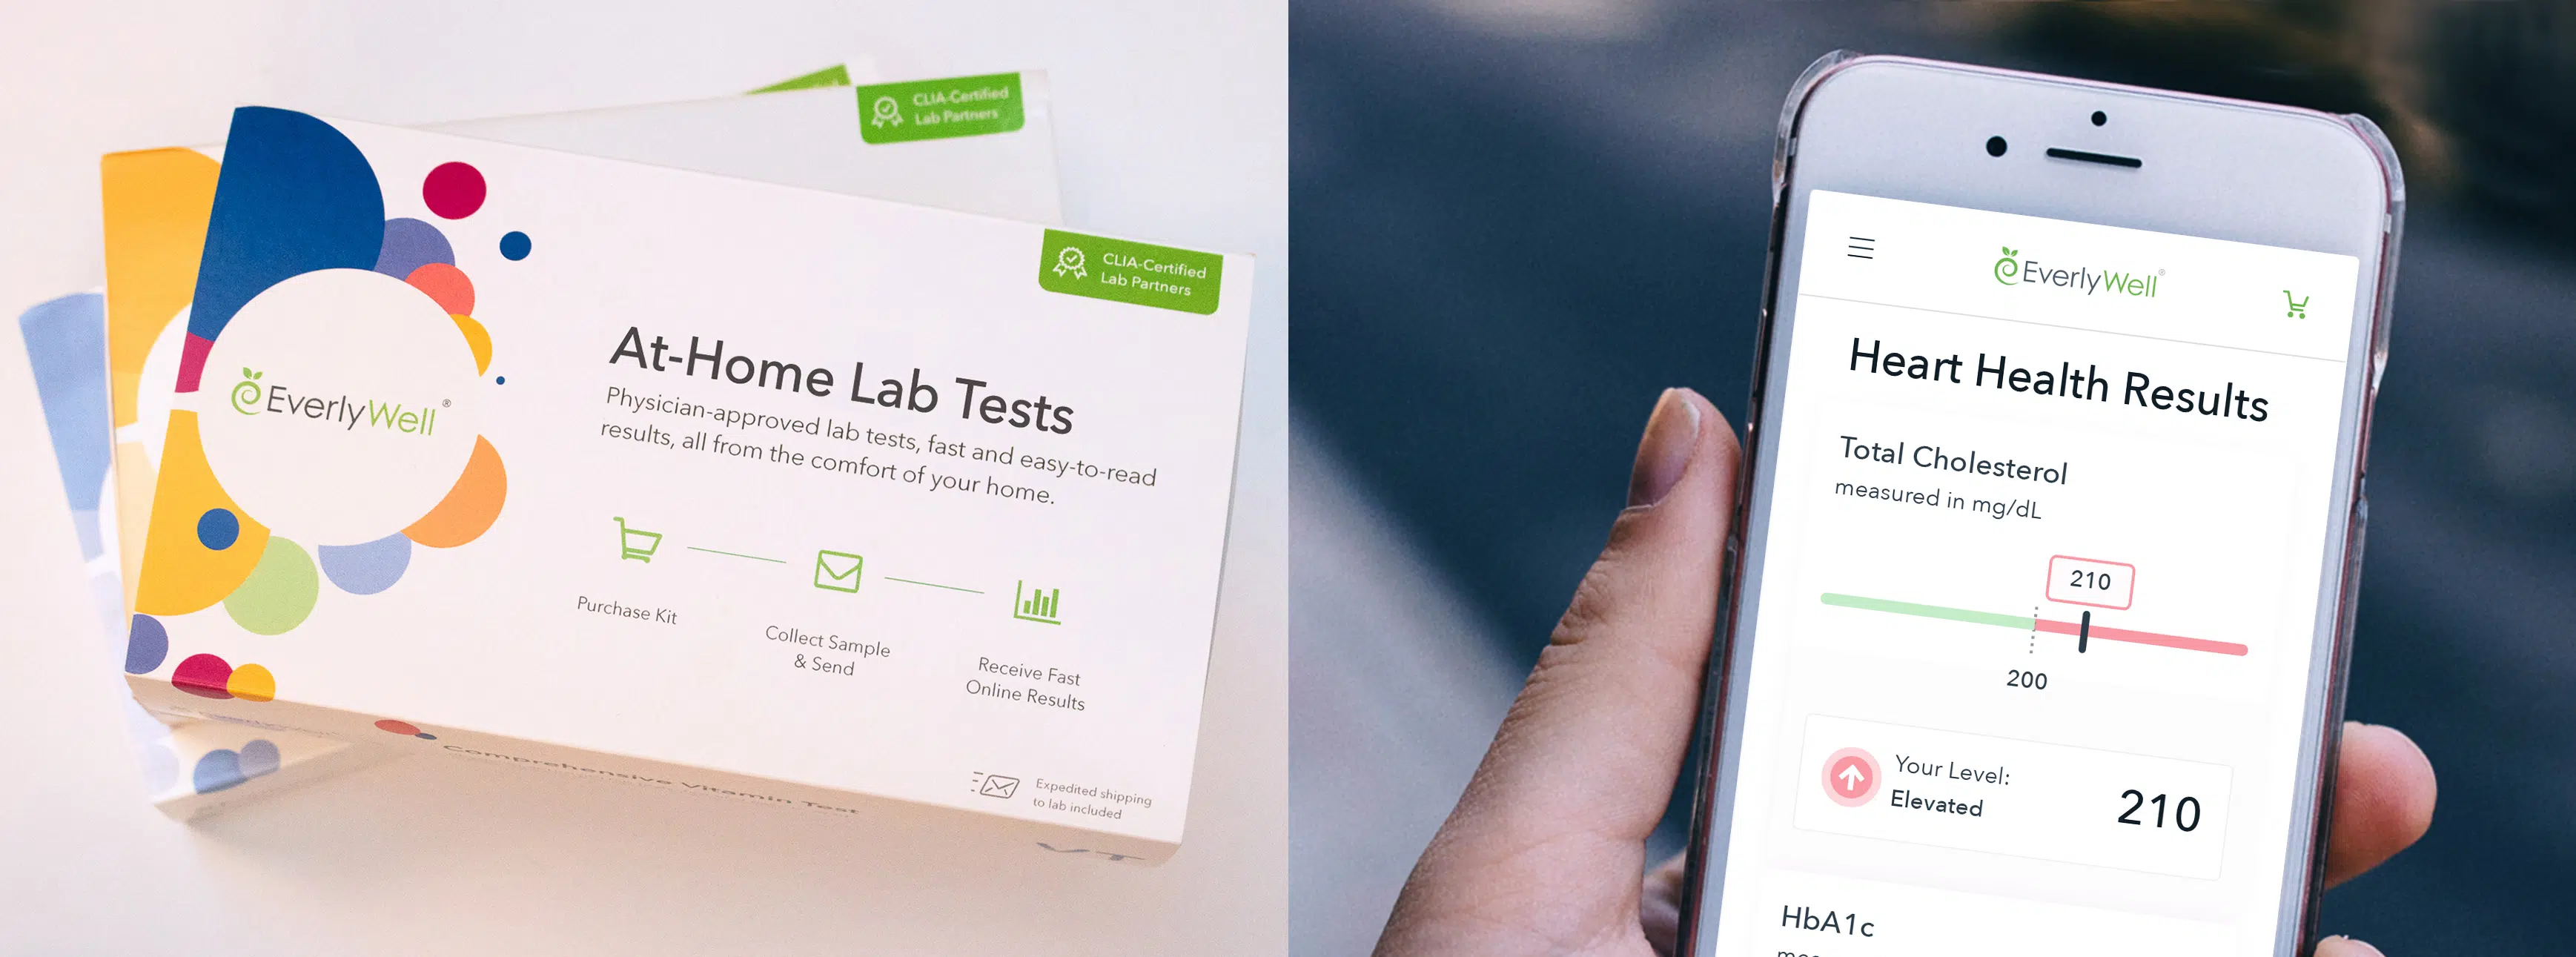 CLIA-Certified
Lab Partners
CLIA-Certified
Lab Partners
EverlyWell®
At-Home Lab Tests
Physician-approved lab tests, fast and easy-to-read
results, all from the comfort of your home.
Purchase Kit
Collect Sample
& Send
Receive Fast
Online Results
Expedited shipping
to lab included
Comprehensive Vitamin Test
VT
EverlyWell®
Heart Health Results
Total Cholesterol
measured in mg/dL
210
200
Your Level:
Elevated
210
HbA1c